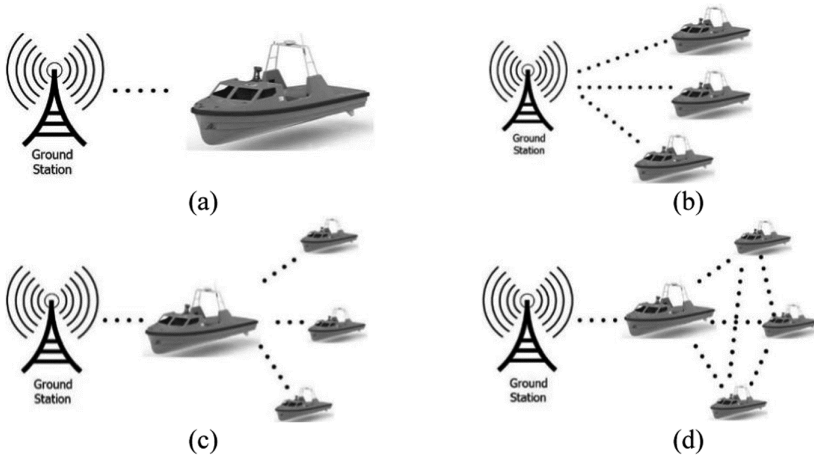 Ground
Station
(a)
Ground
Station
(b)
Ground
Station
(c)
Ground
Station
(d)